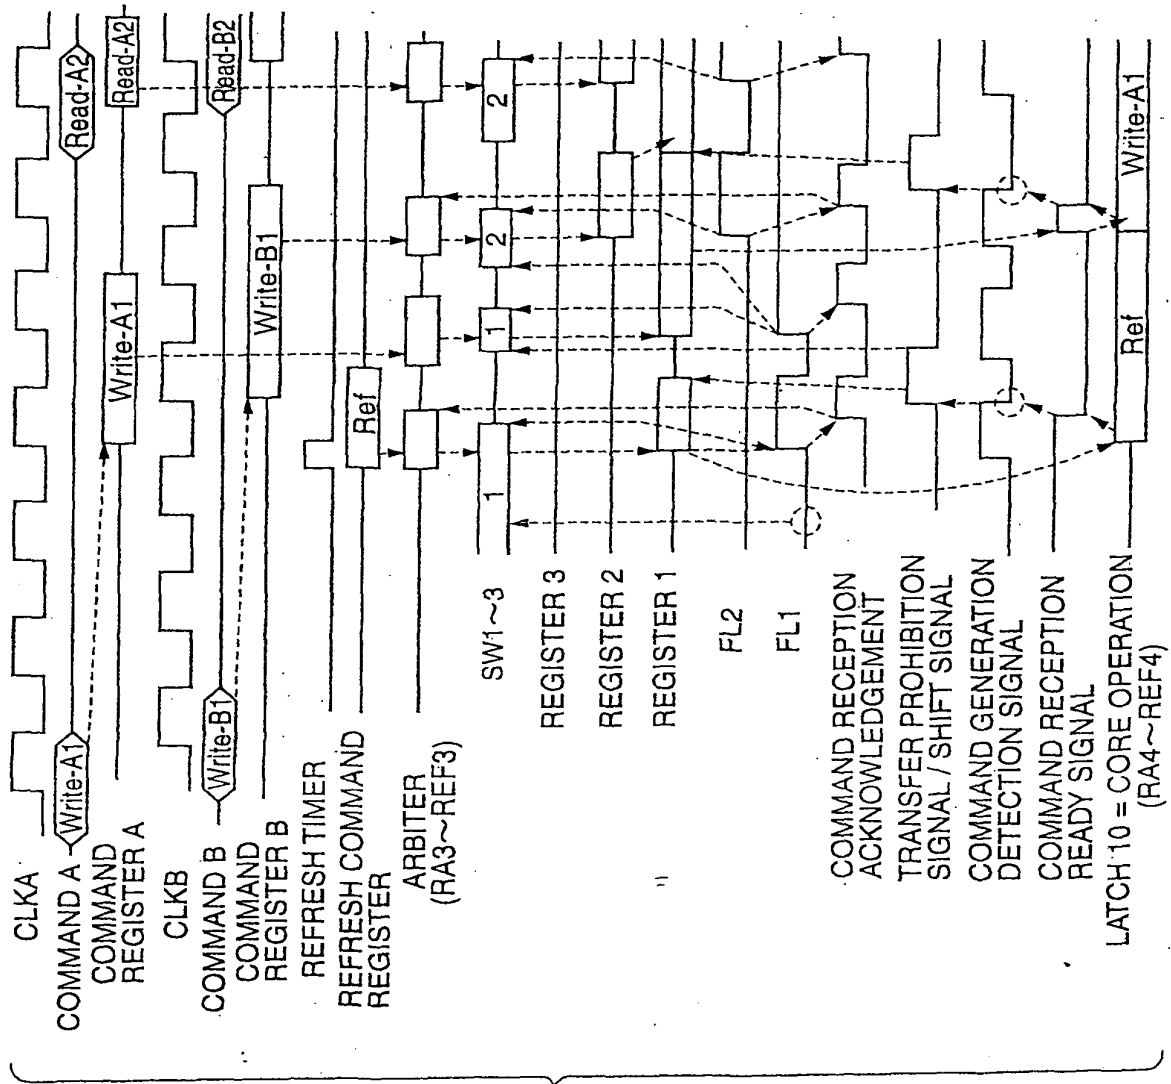 CLKA
COMMAND A
Write-A1
Read-A2
COMMAND
REGISTER A
Write-A1
Read-A2
CLKB
COMMAND B
Write-B1
Read-B2
COMMAND
REGISTER B
Write-B1
REFRESH TIMER
REFRESH COMMAND
REGISTER
Ref
ARBITER
(RA3~REF3)
SW1~3
1
1
2
2
REGISTER 3
REGISTER 2
REGISTER 1
FL2
FL1
COMMAND RECEPTION
ACKNOWLEDGEMENT
TRANSFER PROHIBITION
SIGNAL / SHIFT SIGNAL
COMMAND GENERATION
DETECTION SIGNAL
COMMAND RECEPTION
READY SIGNAL
LATCH 10 = CORE OPERATION
(RA4~REF4)
Ref
Write-A1